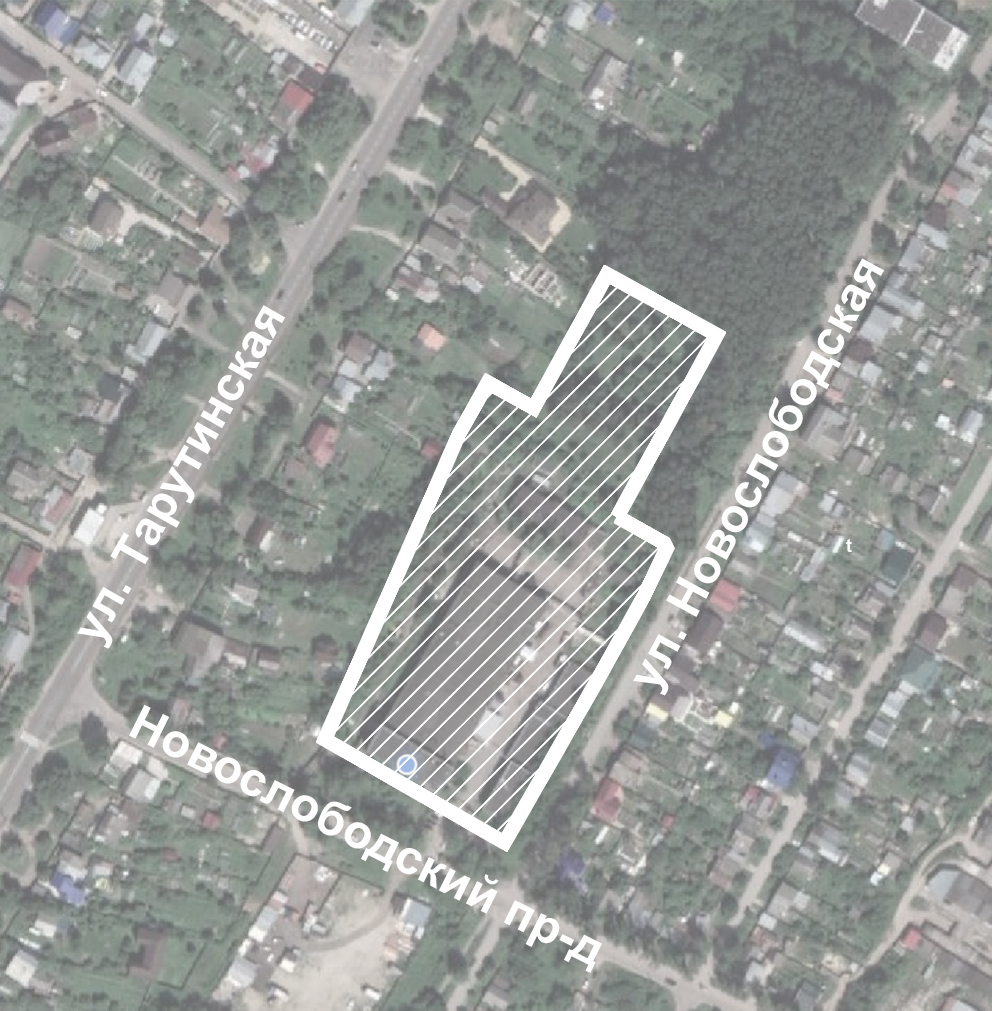 ул. Тарутинская
ул. Новослободская
t
Новослободский пр-д